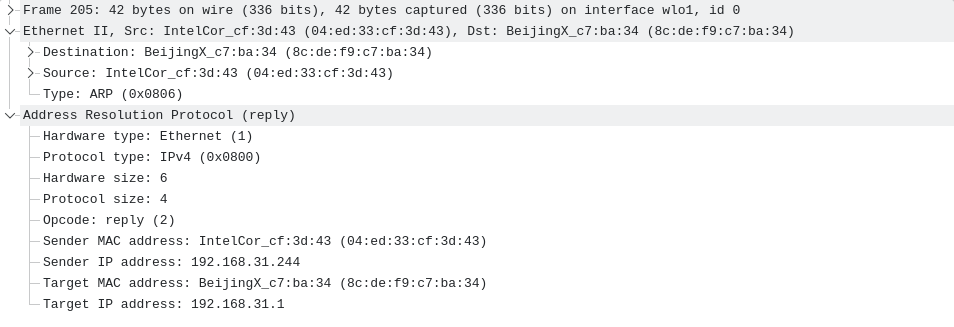 Frame 205: 42 bytes on wire (336 bits), 42 bytes captured (336 bits) on interface wlo1, id 0
Ethernet II, Src: IntelCor_cf:3d:43 (04:ed:33:cf:3d:43), Dst: BeijingX_c7:ba:34 (8c:de:f9:c7:ba:34)
Destination: BeijingX_c7:ba:34 (8c:de:f9:c7:ba:34)
Source: IntelCor_cf:3d:43 (04:ed:33:cf:3d:43)
Type: ARP (0x0806)
Address Resolution Protocol (reply)
Hardware type: Ethernet (1)
Protocol type: IPv4 (0x0800)
Hardware size: 6
Protocol size: 4
Opcode: reply (2)
Sender MAC address: IntelCor_cf:3d:43 (04:ed:33:cf:3d:43)
Sender IP address: 192.168.31.244
Target MAC address: BeijingX_c7:ba:34 (8c:de:f9:c7:ba:34)
Target IP address: 192.168.31.1